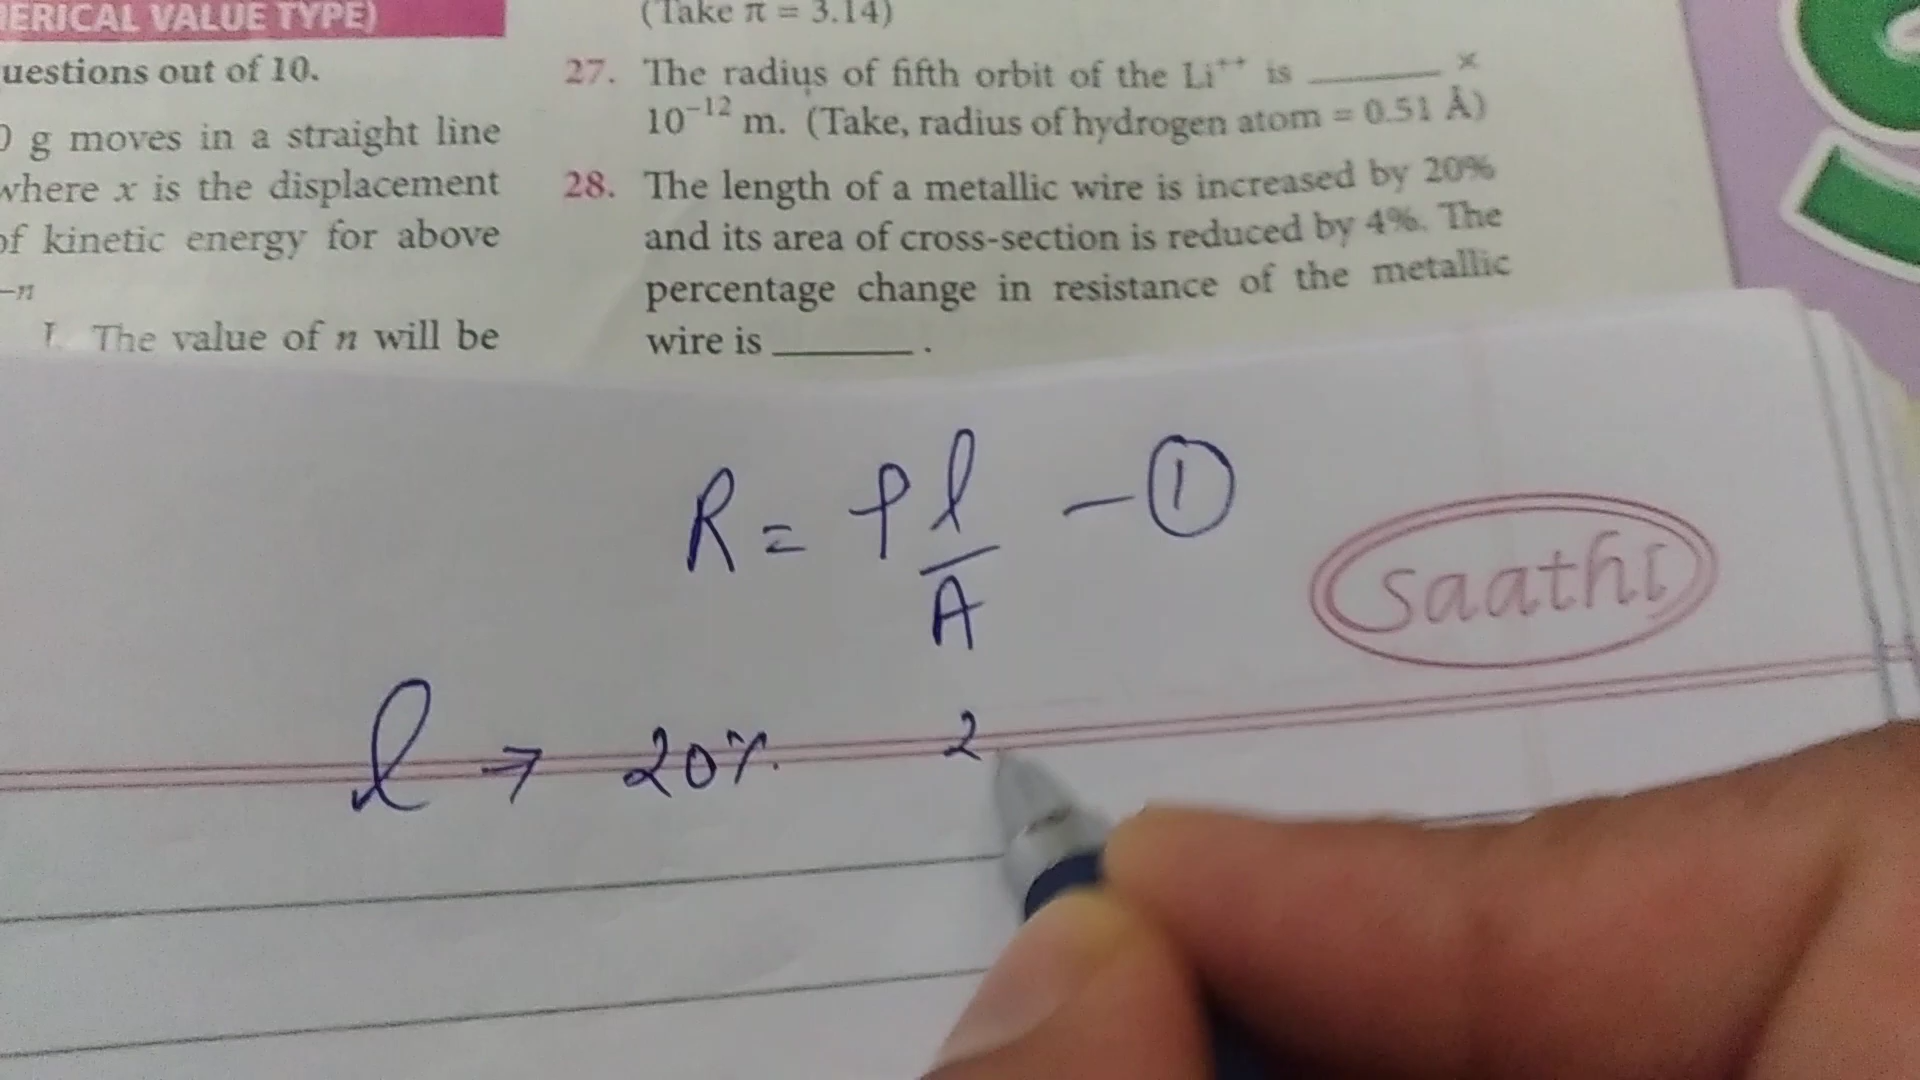 ERICAL VALUE TYPE)
uestions out of 10.
g moves in a straight line
where x is the displacement
of kinetic energy for above
−n
The value of n will be
(Take π = 3.14)
27. The radius of fifth orbit of the Li⁺⁺ is ______ ×
10⁻¹² m. (Take, radius of hydrogen atom = 0.51 Å)
28. The length of a metallic wire is increased by 20%
and its area of cross-section is reduced by 4%. The
percentage change in resistance of the metallic
wire is ______ .
R = ρ l/A — ①
saathi
l → 20% 2